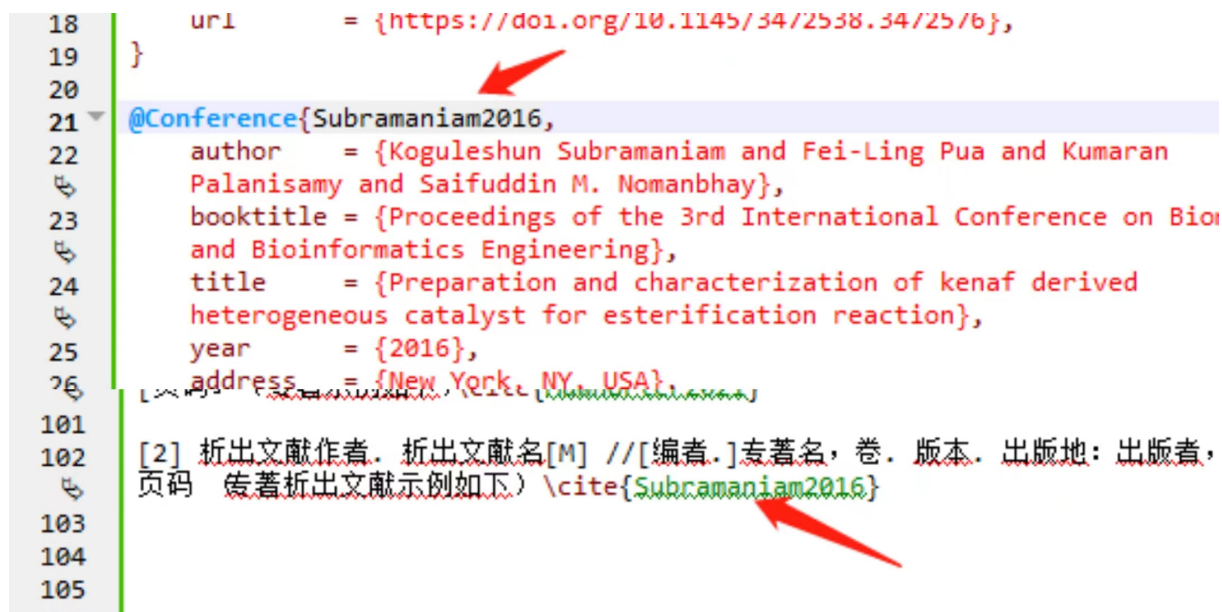 18 url = {https://doi.org/10.1145/3472538.3472576},
19 }
20
21 @Conference{Subramaniam2016,
22 author = {Koguleshun Subramaniam and Fei-Ling Pua and Kumaran
Palanisamy and Saifuddin M. Nomanbhay},
23 booktitle = {Proceedings of the 3rd International Conference on
and Bioinformatics Engineering},
24 title = {Preparation and characterization of kenaf derived
heterogeneous catalyst for esterification reaction},
25 year = {2016},
26 address = {New York, NY, USA},
101
102 [2] 析出文献作者. 析出文献名[M] //[编者.]专著名，卷. 版本. 出版地: 出版者,
页码 (专著析出文献示例如下) \cite{Subramaniam2016}
103
104
105